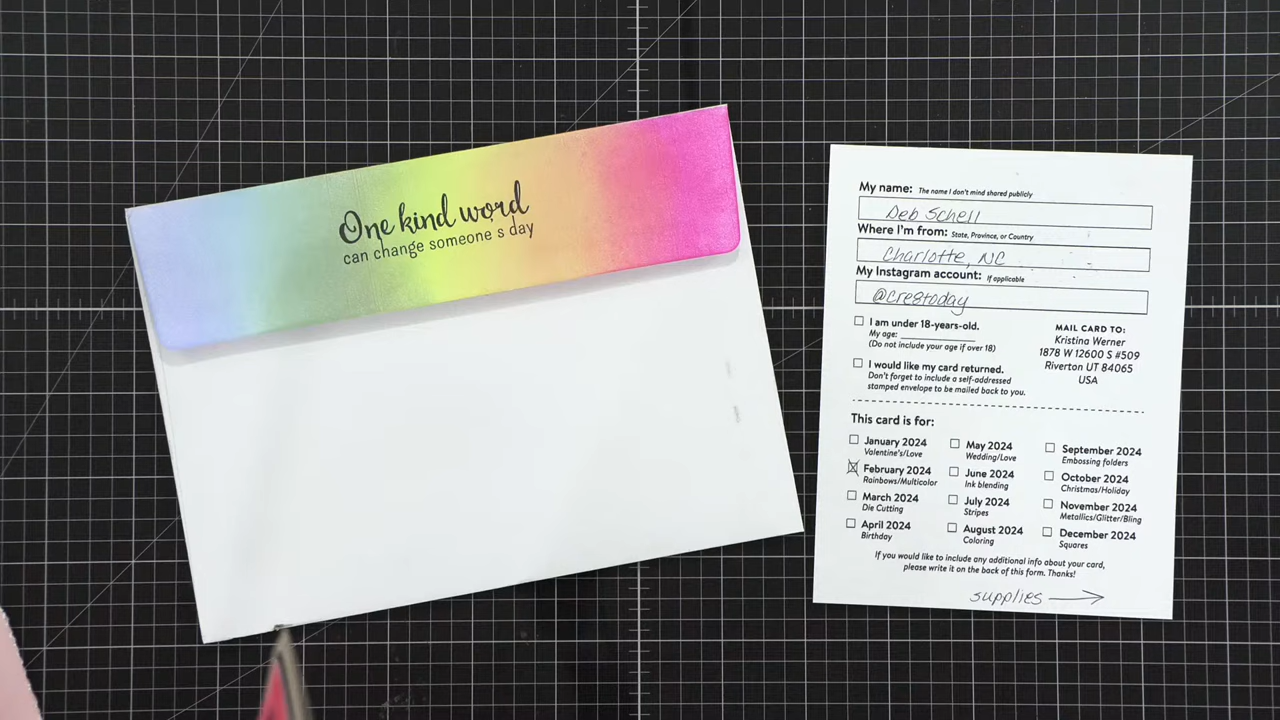 One kind word
can change someone s day
My name: The name I don't mind shared publicly
Deb Schell
Where I'm from: State, Province, or Country
Charlotte, NC
My Instagram account: If applicable
@cre8today
☐ I am under 18-years-old.
My age: ____________
(Do not include your age if over 18)
☐ I would like my card returned.
Don't forget to include a self-addressed
stamped envelope to be mailed back to you.
MAIL CARD TO:
Kristina Werner
1878 W 12600 S #509
Riverton UT 84065
USA
This card is for:
☐ January 2024
Valentine's/Love
☒ February 2024
Rainbows/Multicolor
☐ March 2024
Die Cutting
☐ April 2024
Birthday
☐ May 2024
Wedding/Love
☐ June 2024
Ink blending
☐ July 2024
Stripes
☐ August 2024
Coloring
☐ September 2024
Embossing folders
☐ October 2024
Christmas/Holiday
☐ November 2024
Metallics/Glitter/Bling
☐ December 2024
Squares
If you would like to include any additional info about your card,
please write it on the back of this form. Thanks!
supplies →